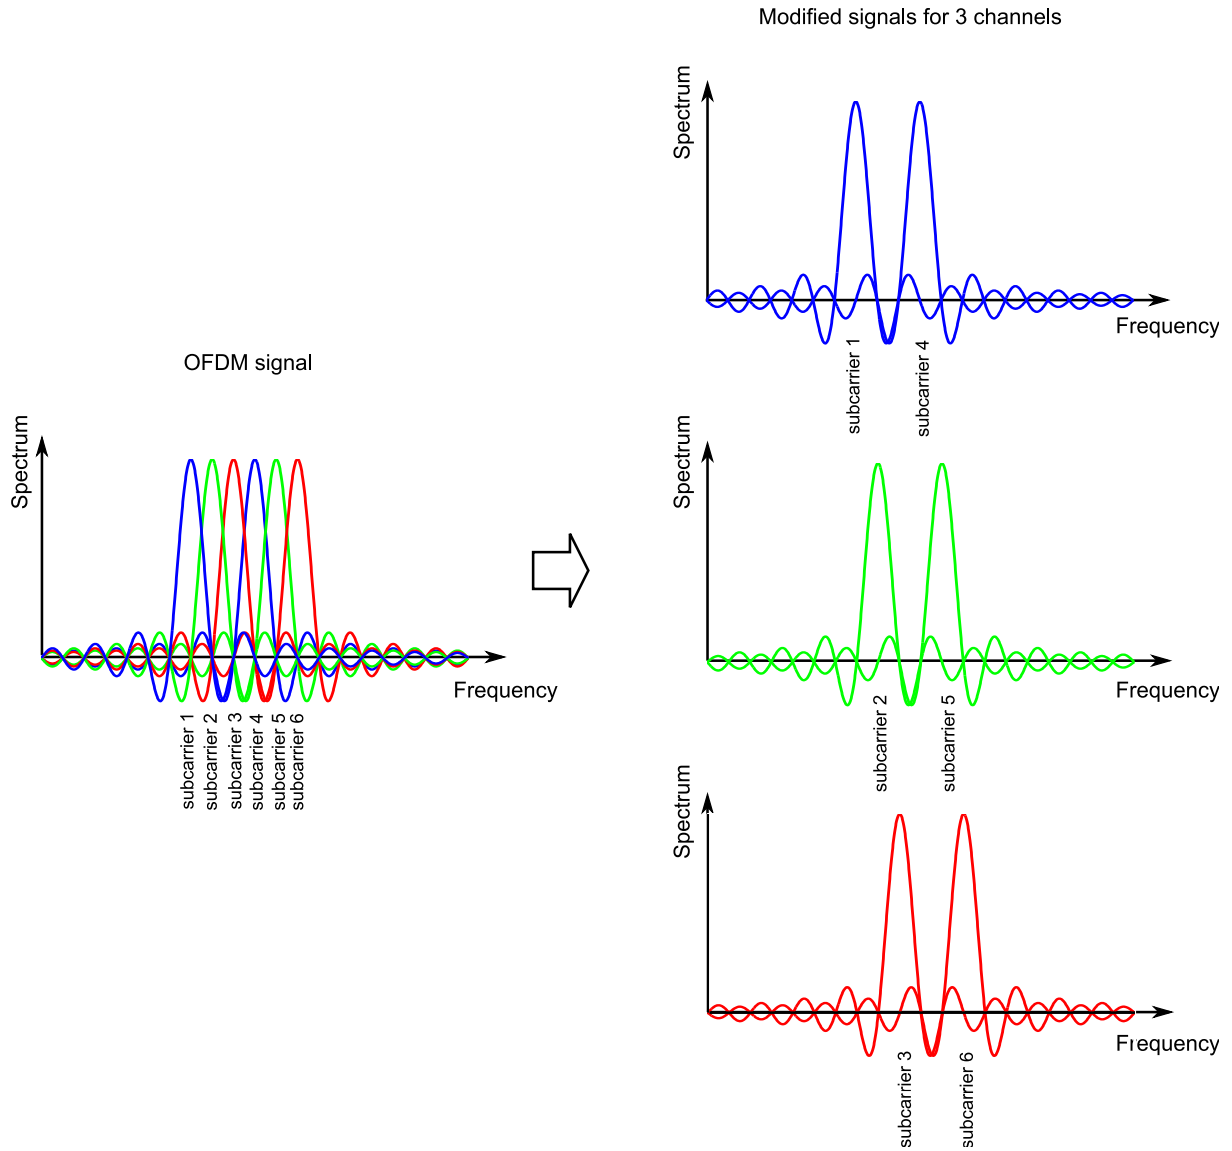 Modified signals for 3 channels
Spectrum
Frequency
subcarrier 1
subcarrier 4
OFDM signal
Spectrum
Frequency
subcarrier 1
subcarrier 2
subcarrier 3
subcarrier 4
subcarrier 5
subcarrier 6
Spectrum
Frequency
subcarrier 2
subcarrier 5
Spectrum
Frequency
subcarrier 3
subcarrier 6